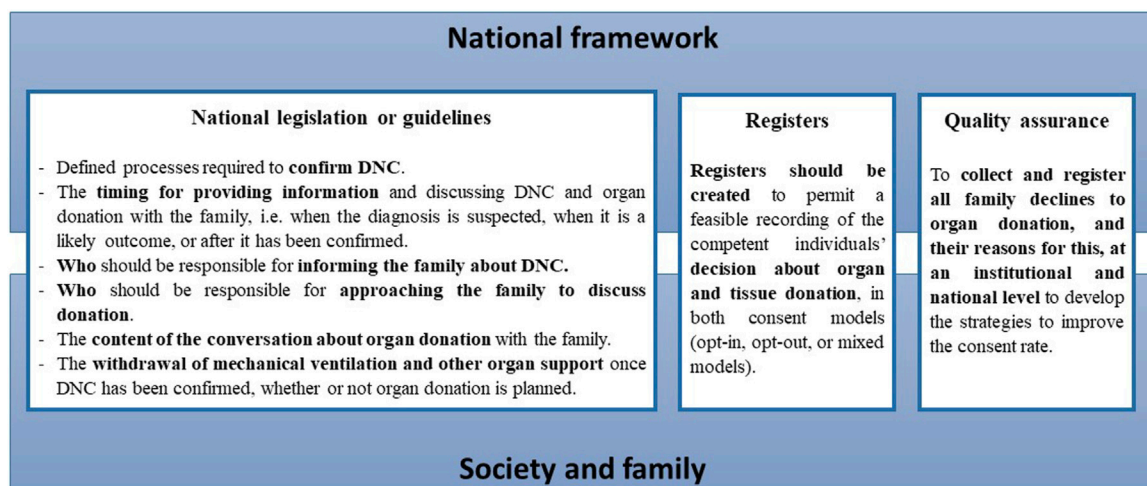 National framework
National legislation or guidelines
- Defined processes required to confirm DNC.
- The timing for providing information and discussing DNC and organ
donation with the family, i.e. when the diagnosis is suspected, when it is a
likely outcome, or after it has been confirmed.
- Who should be responsible for informing the family about DNC.
- Who should be responsible for approaching the family to discuss
donation.
- The content of the conversation about organ donation with the family.
- The withdrawal of mechanical ventilation and other organ support once
DNC has been confirmed, whether or not organ donation is planned.
Registers
Registers should be
created to permit a
feasible recording of the
competent individuals’
decision about organ
and tissue donation, in
both consent models
(opt-in, opt-out, or mixed
models).
Quality assurance
To collect and register
all family declines to
organ donation, and
their reasons for this, at
an institutional and
national level to develop
the strategies to improve
the consent rate.
Society and family